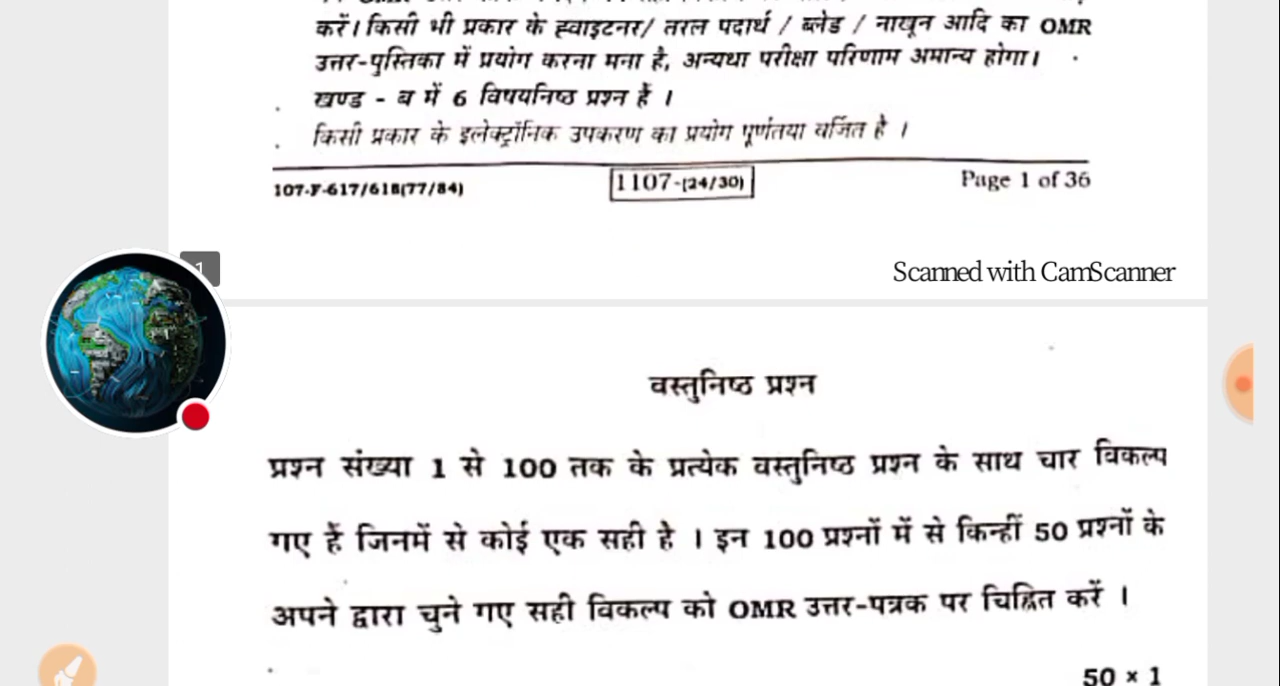 करें। किसी भी प्रकार के ह्वाइटनर/ तरल पदार्थ / ब्लेड / नाखून आदि का OMR
उत्तर-पुस्तिका में प्रयोग करना मना है, अन्यथा परीक्षा परिणाम अमान्य होगा।
खण्ड - ब में 6 विषयनिष्ठ प्रश्न हैं ।
किसी प्रकार के इलेक्ट्रॉनिक उपकरण का प्रयोग पूर्णतया वर्जित है ।
107-F-617/618(77/84) 1107-(24/30) Page 1 of 36
1
Scanned with CamScanner
वस्तुनिष्ठ प्रश्न
प्रश्न संख्या 1 से 100 तक के प्रत्येक वस्तुनिष्ठ प्रश्न के साथ चार विकल्प
गए हैं जिनमें से कोई एक सही है । इन 100 प्रश्नों में से किन्हीं 50 प्रश्नों के
अपने द्वारा चुने गए सही विकल्प को OMR उत्तर-पत्रक पर चिह्नित करें ।
50 × 1